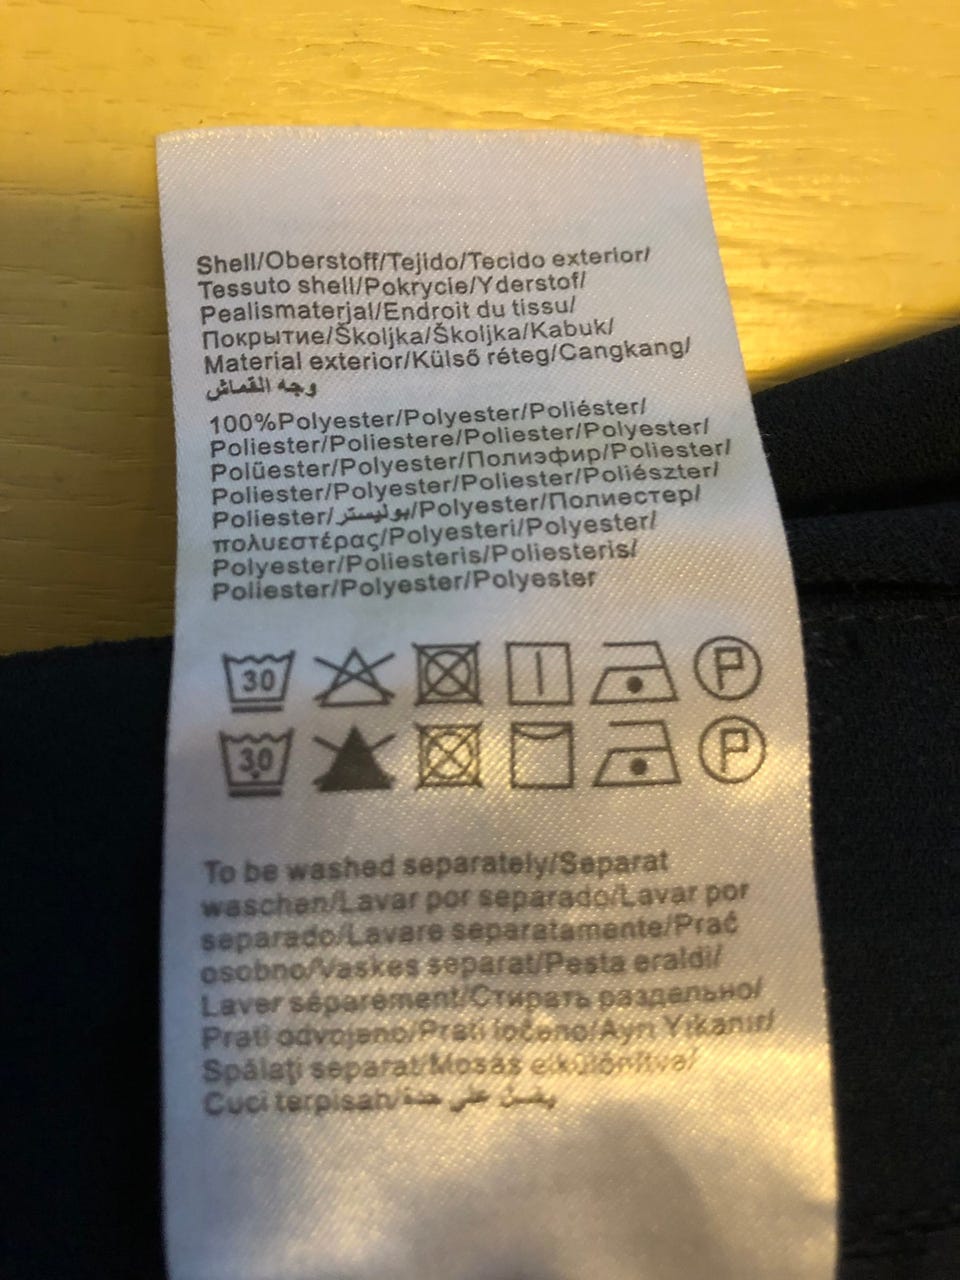 Shell/Oberstoff/Tejido/Tecido exterior/
Tessuto shell/Pokrycie/Yderstof/
Pealismaterjal/Endroit du tissu/
Покрытие/Školjka/Školjka/Kabuk/
Material exterior/Külső réteg/Cangkang/
وجه القماش
100%Polyester/Polyester/Poliéster/
Poliester/Poliestere/Poliester/Polyester/
Polüester/Polyester/Полиэфир/Poliester/
Poliester/Polyester/Poliester/Poliészter/
Poliester/بوليستر/Polyester/Полиестер/
πολυεστέρας/Polyesteri/Polyester/
Polyester/Poliesteris/Poliesteris/
Poliester/Polyester/Polyester
30 P
30 P
To be washed separately/Separat
waschen/Lavar por separado/Lavar por
separado/Lavare separatamente/Prać
osobno/Vaskes separat/Pesta eraldi/
Laver séparément/Стирать раздельно/
Prati odvojeno/Prati ločeno/Ayrı Yıkanır/
Spălați separat/Mosás elkülönítve/
Cuci terpisah/يغسل على حدة